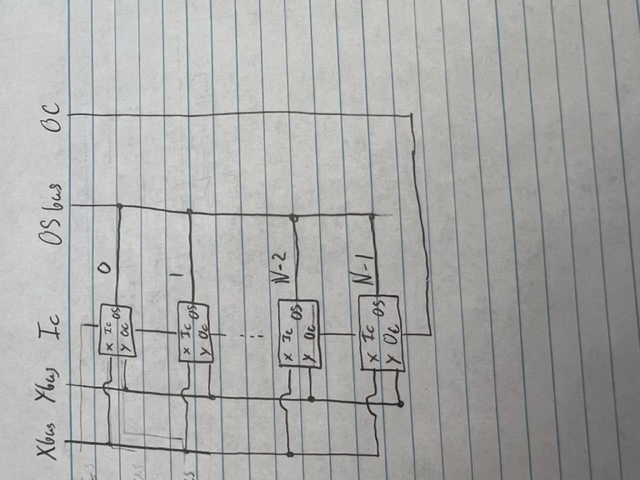 Xbus Ybus Ic OS bus OC
0
X Ic OS
Y Oc
1
X Ic OS
Y Oc
N-2
X Ic OS
Y Oc
N-1
X Ic OS
Y Oc